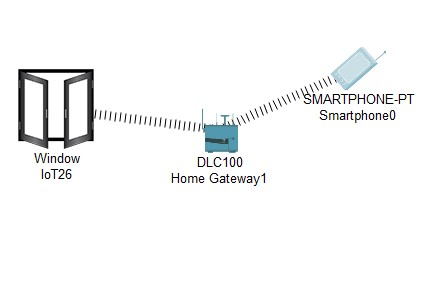 SMARTPHONE-PT
Smartphone0
Window
IoT26
DLC100
Home Gateway1